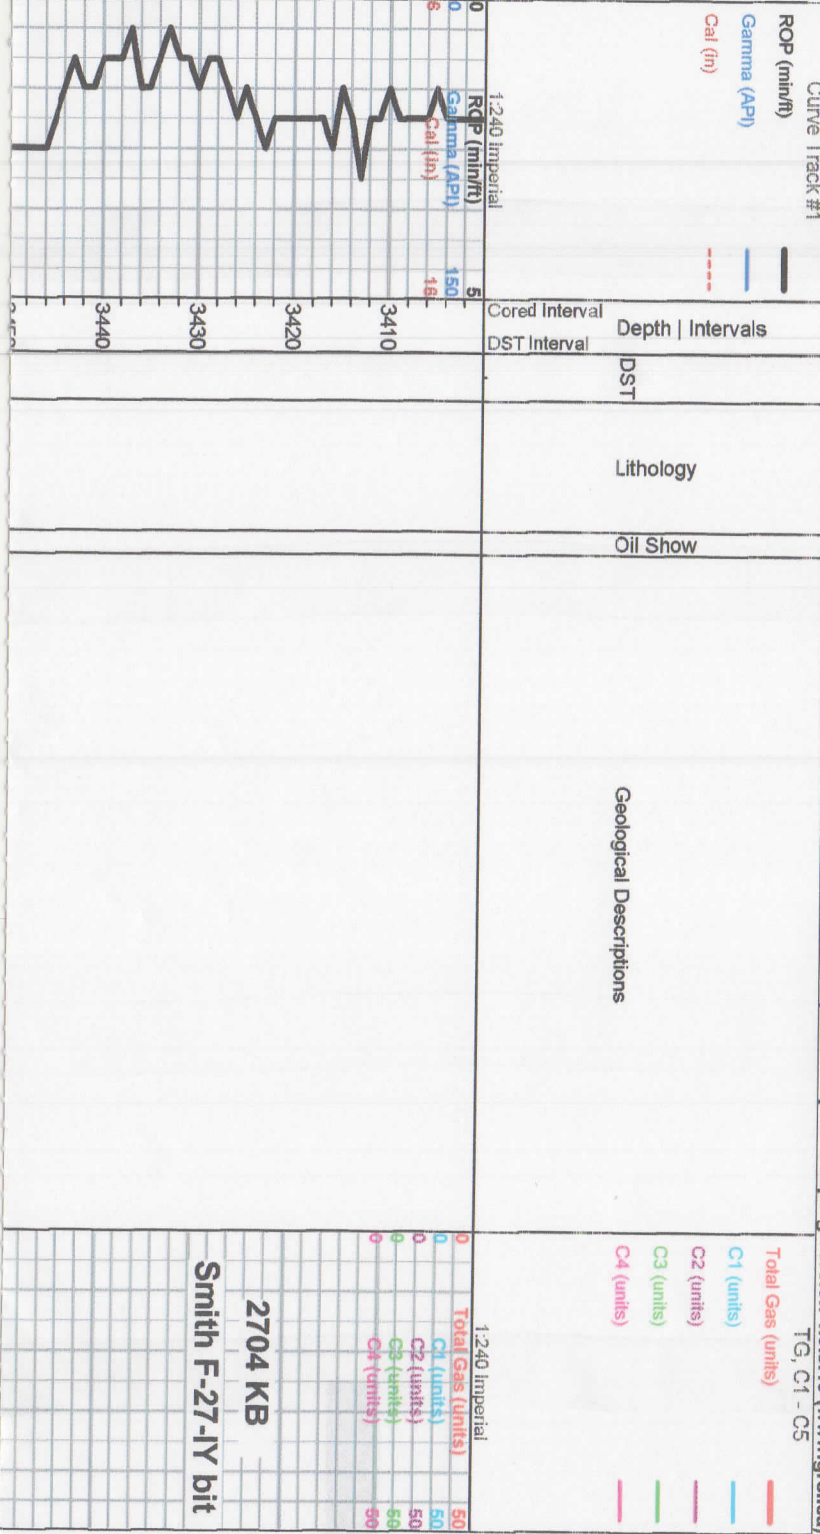 Curve Track #1
ROP (min/ft)
Gamma (API)
Cal (in)
Depth | Intervals
Cored Interval
DST Interval
DST
Lithology
Oil Show
Geological Descriptions
TG, C1 - C5
Total Gas (units)
C1 (units)
C2 (units)
C3 (units)
C4 (units)
1:240 Imperial
0 ROP (min/ft) 5
0 Gamma (API) 150
6 Cal (in) 16
3410
3420
3430
3440
1:240 Imperial
0 Total Gas (units) 50
0 C1 (units) 50
0 C2 (units) 50
0 C3 (units) 50
0 C4 (units) 50
2704 KB
Smith F-27-IY bit